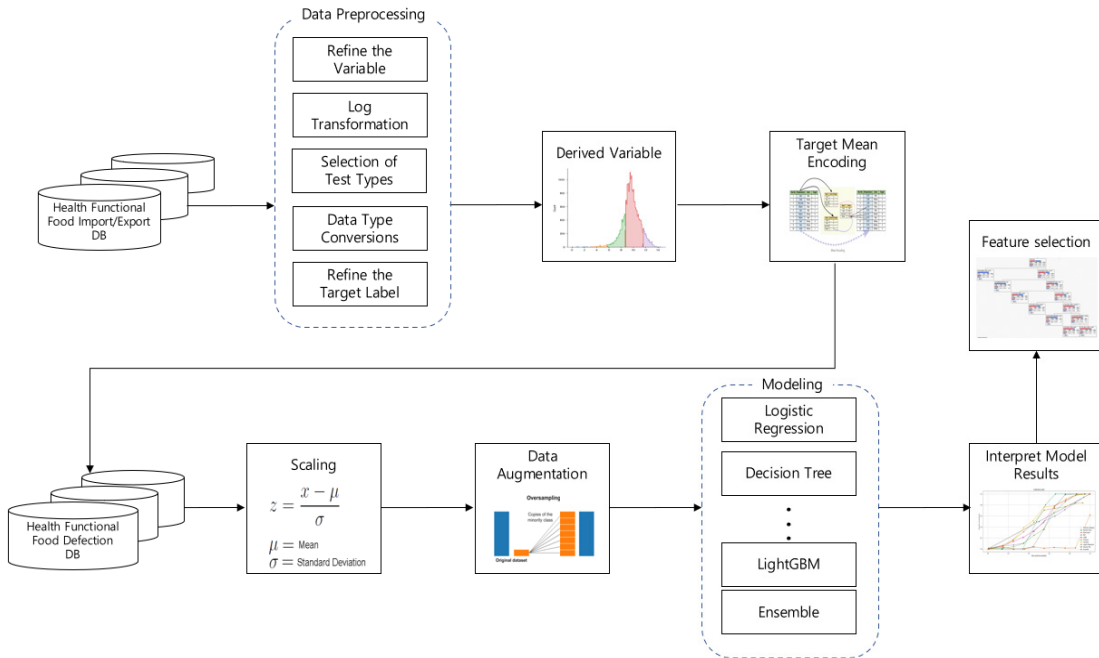 Data Preprocessing
Refine the
Variable
Log
Transformation
Selection of
Test Types
Data Type
Conversions
Refine the
Target Label
Health Functional
Food Import/Export
DB
Derived Variable
Target Mean
Encoding
Feature selection
Health Functional
Food Defection
DB
Scaling
z = x − μ / σ
μ = Mean
σ = Standard Deviation
Data
Augmentation
Oversampling
Copies of the
minority class
Original dataset
Modeling
Logistic
Regression
Decision Tree
LightGBM
Ensemble
Interpret Model
Results